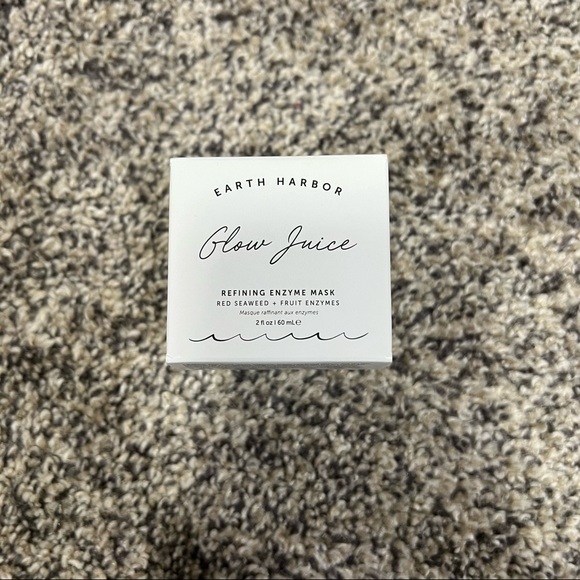 EARTH HARBOR
Glow Juice
REFINING ENZYME MASK
RED SEAWEED + FRUIT ENZYMES
Masque raffinant aux enzymes
2 fl oz | 60 mL ℮